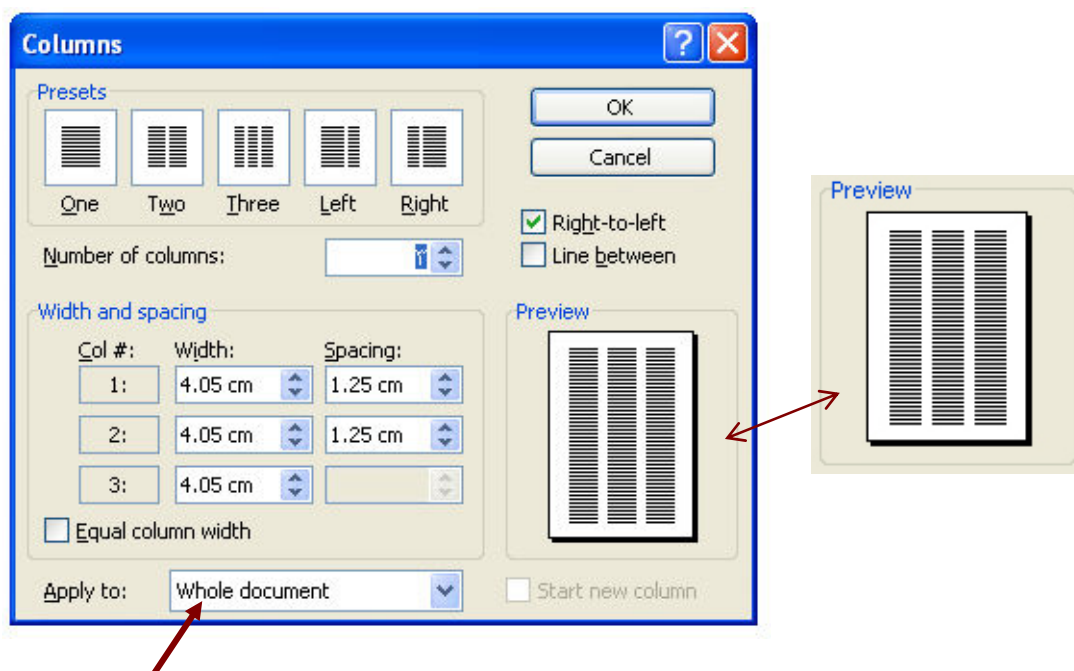 Columns
Presets
One Two Three Left Right
OK
Cancel
Number of columns: ٣
Right-to-left
Line between
Width and spacing
Col #: Width: Spacing:
1: 4.05 cm 1.25 cm
2: 4.05 cm 1.25 cm
3: 4.05 cm
Equal column width
Preview
Apply to: Whole document
Start new column
Preview